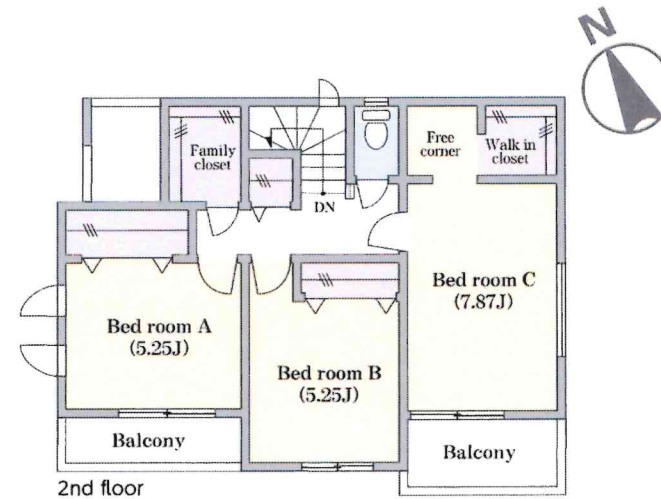 N
Family
closet
Free
corner
Walk in
closet
DN
Bed room A
(5.25J)
Bed room B
(5.25J)
Bed room C
(7.87J)
Balcony
Balcony
2nd floor